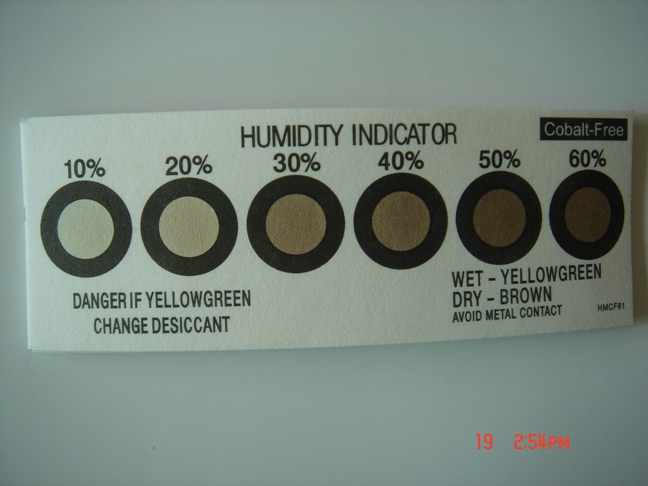 HUMIDITY INDICATOR
Cobalt-Free
10% 20% 30% 40% 50% 60%
DANGER IF YELLOWGREEN
CHANGE DESICCANT
WET – YELLOWGREEN
DRY – BROWN
AVOID METAL CONTACT
HMCF61
19 2:54PM